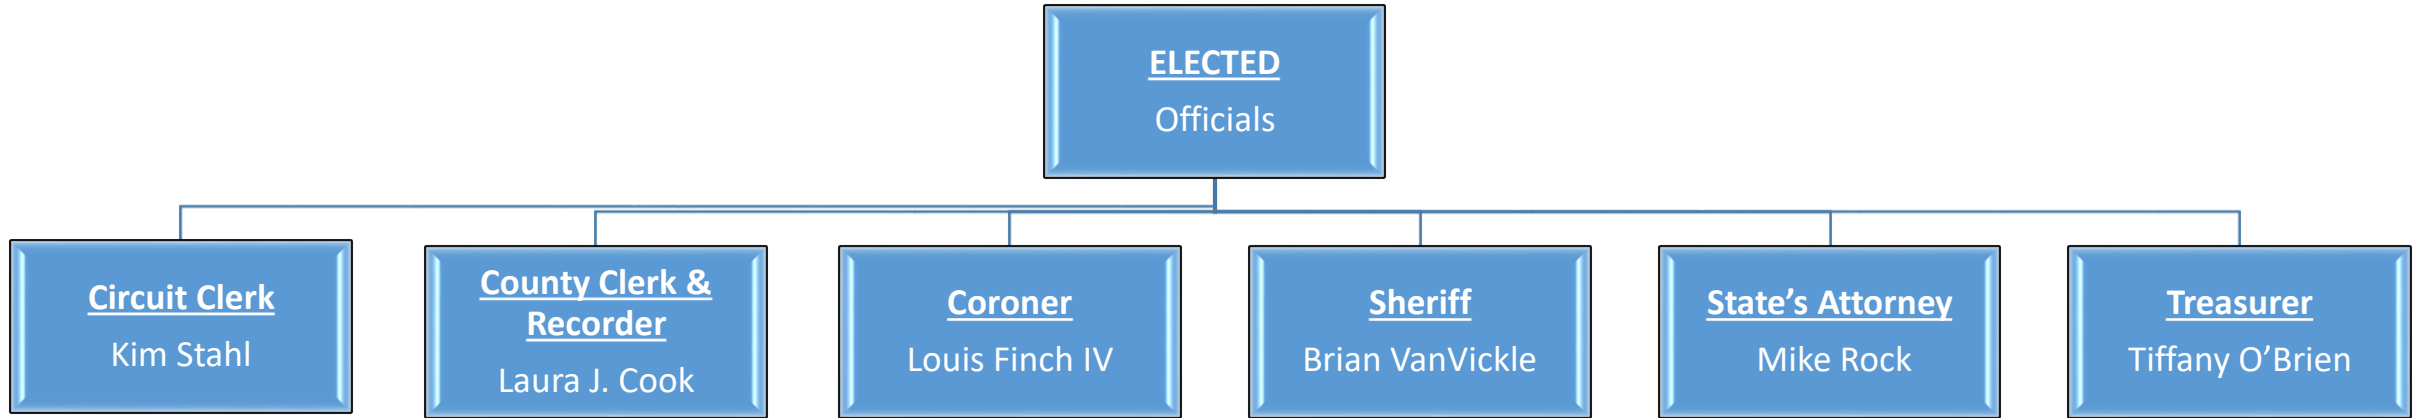 ELECTED
Officials
Circuit Clerk
Kim Stahl
County Clerk &
Recorder
Laura J. Cook
Coroner
Louis Finch IV
Sheriff
Brian VanVickle
State’s Attorney
Mike Rock
Treasurer
Tiffany O’Brien